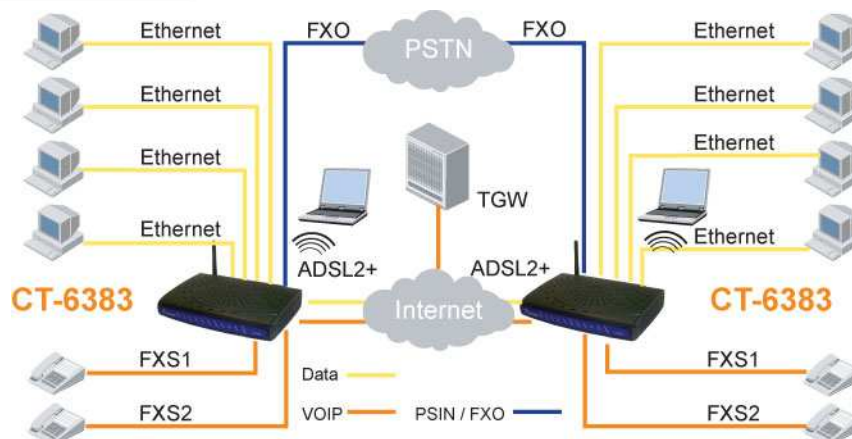 Ethernet FXO PSTN FXO Ethernet
Ethernet Ethernet
Ethernet Ethernet
TGW
Ethernet Ethernet
ADSL2+ ADSL2+
CT-6383 Internet CT-6383
FXS1 FXS1
Data
FXS2 VOIP PSIN / FXO FXS2